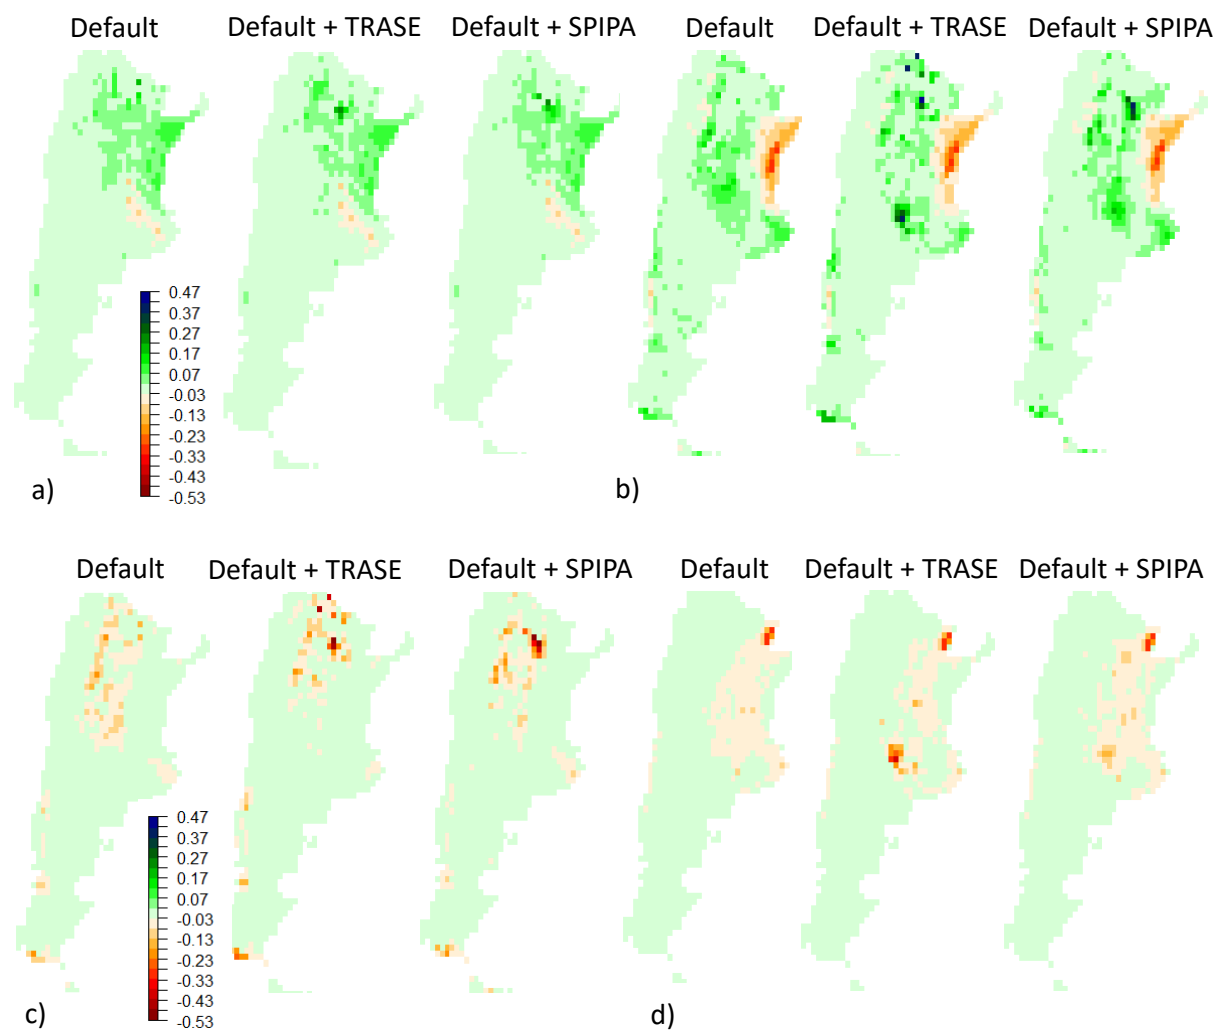 a)
b)
Default
Default + TRASE
Default + SPIPA
Default
Default + TRASE
Default + SPIPA
0.47
0.37
0.27
0.17
0.07
-0.03
-0.13
-0.23
-0.33
-0.43
-0.53
a)
b)
Default
Default + TRASE
Default + SPIPA
Default
Default + TRASE
Default + SPIPA
0.47
0.37
0.27
0.17
0.07
-0.03
-0.13
-0.23
-0.33
-0.43
-0.53
c)
d)